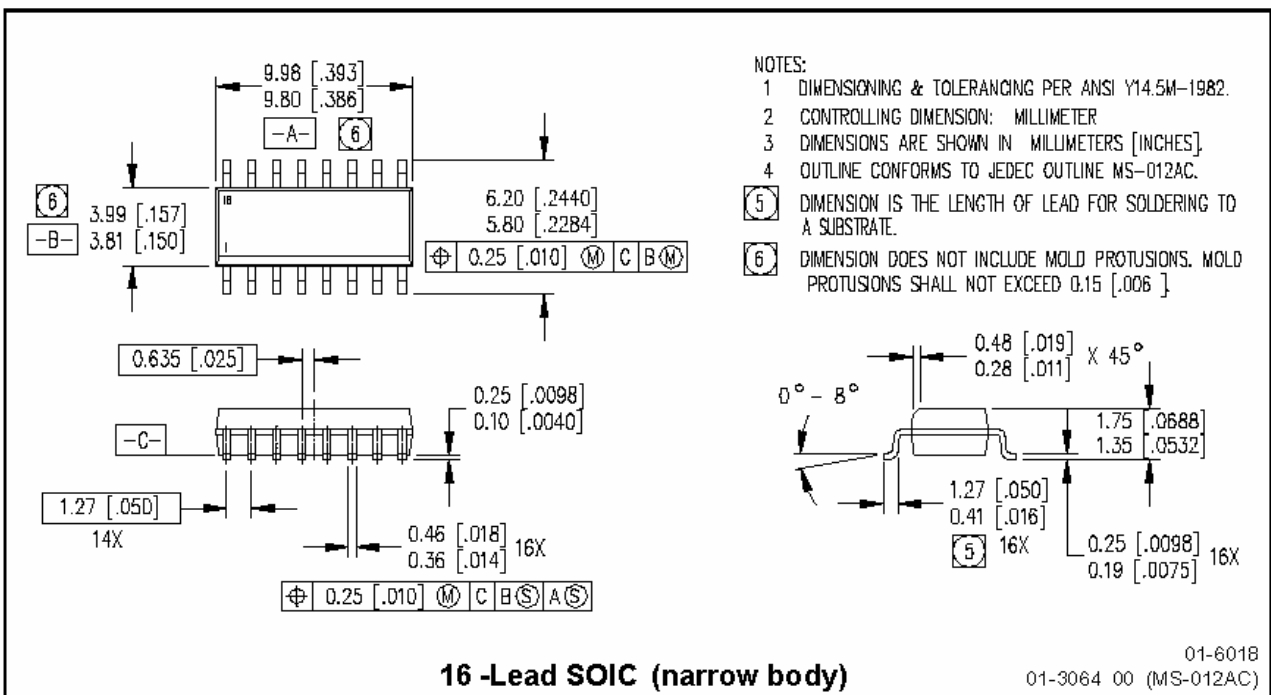 9.98 [.393]
9.80 [.386]
-A- 6
6
3.99 [.157]
3.81 [.150]
-B-
16
1
6.20 [.2440]
5.80 [.2284]
⌖ 0.25 [.010] Ⓜ C B Ⓜ
NOTES:
1 DIMENSIONING & TOLERANCING PER ANSI Y14.5M-1982.
2 CONTROLLING DIMENSION: MILLIMETER
3 DIMENSIONS ARE SHOWN IN MILLIMETERS [INCHES].
4 OUTLINE CONFORMS TO JEDEC OUTLINE MS-012AC.
5 DIMENSION IS THE LENGTH OF LEAD FOR SOLDERING TO
A SUBSTRATE.
6 DIMENSION DOES NOT INCLUDE MOLD PROTUSIONS. MOLD
PROTUSIONS SHALL NOT EXCEED 0.15 [.006 ].
0.635 [.025]
0.25 [.0098]
0.10 [.0040]
-C-
1.27 [.050]
14X
0.46 [.018]
0.36 [.014] 16X
⌖ 0.25 [.010] Ⓜ C B Ⓢ A Ⓢ
0.48 [.019]
0.28 [.011] X 45°
0° - 8°
1.75 [.0688]
1.35 [.0532]
1.27 [.050]
0.41 [.016]
5 16X
0.25 [.0098]
0.19 [.0075] 16X
16 -Lead SOIC (narrow body)
01-6018
01-3064 00 (MS-012AC)